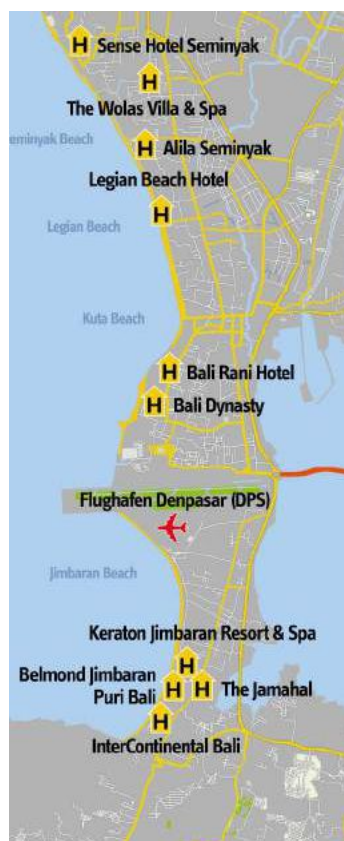 Sense Hotel Seminyak
The Wolas Villa & Spa
eminyak Beach
Alila Seminyak
Legian Beach Hotel
Legian Beach
Kuta Beach
Bali Rani Hotel
Bali Dynasty
Flughafen Denpasar (DPS)
Jimbaran Beach
Keraton Jimbaran Resort & Spa
Belmond Jimbaran
Puri Bali
The Jamahal
InterContinental Bali
H
H
H
H
H
H
H
H
H
H